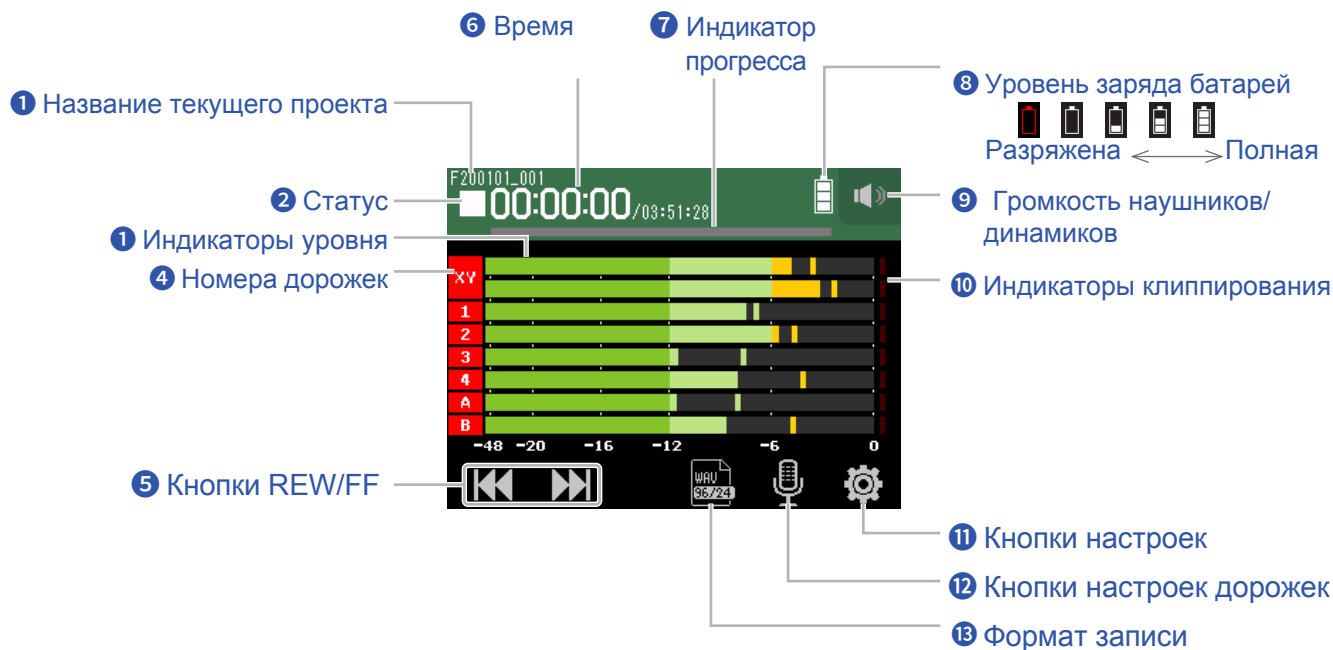 ❻ Время
❼ Индикатор
прогресса
❽ Уровень заряда батарей
Разряжена
Полная
❶ Название текущего проекта
F200101_001
❷ Статус
00:00:00/03:51:28
❾ Громкость наушников/
динамиков
❶ Индикаторы уровня
❹ Номера дорожек
XY
1
2
3
4
A
B
❿ Индикаторы клиппирования
-48 -20 -16 -12 -6 0
❺ Кнопки REW/FF
WAV
96/24
⓫ Кнопки настроек
⓬ Кнопки настроек дорожек
⓭ Формат записи